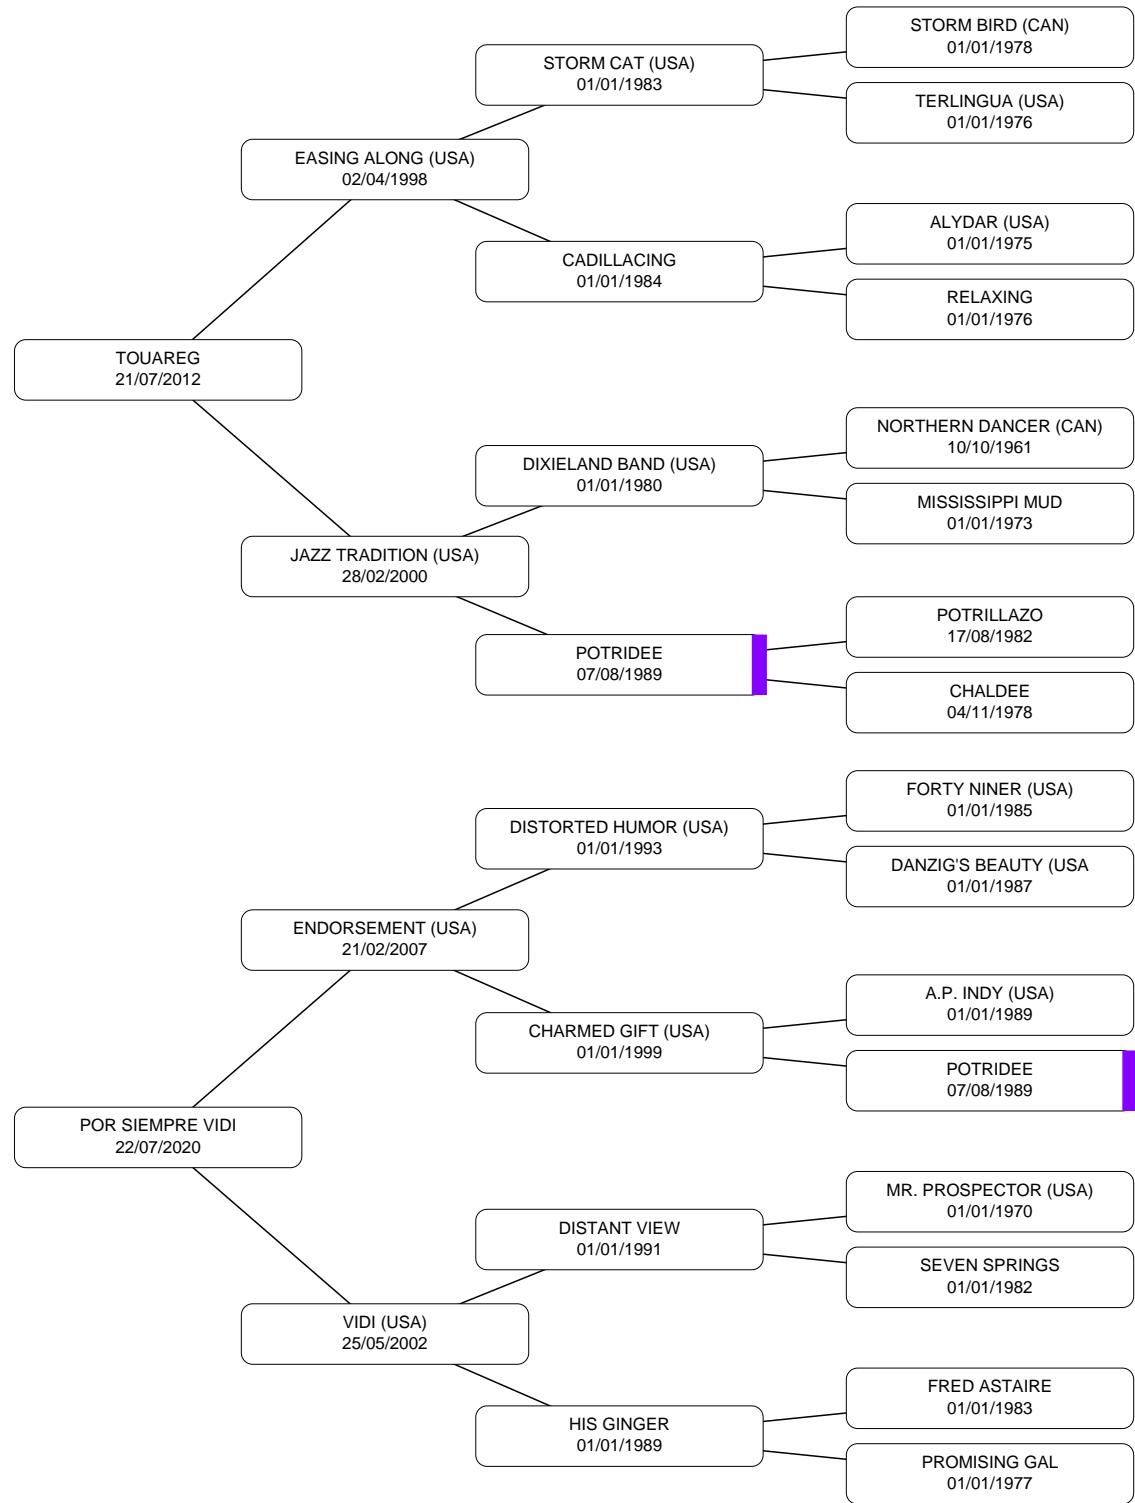 STORM BIRD (CAN)
01/01/1978
STORM CAT (USA)
01/01/1983
TERLINGUA (USA)
01/01/1976
EASING ALONG (USA)
02/04/1998
ALYDAR (USA)
01/01/1975
CADILLACING
01/01/1984
RELAXING
01/01/1976
TOUAREG
21/07/2012
NORTHERN DANCER (CAN)
10/10/1961
DIXIELAND BAND (USA)
01/01/1980
MISSISSIPPI MUD
01/01/1973
JAZZ TRADITION (USA)
28/02/2000
POTRILLAZO
17/08/1982
POTRIDEE
07/08/1989
CHALDEE
04/11/1978
FORTY NINER (USA)
01/01/1985
DISTORTED HUMOR (USA)
01/01/1993
DANZIG'S BEAUTY (USA
01/01/1987
ENDORSEMENT (USA)
21/02/2007
A.P. INDY (USA)
01/01/1989
CHARMED GIFT (USA)
01/01/1999
POTRIDEE
07/08/1989
POR SIEMPRE VIDI
22/07/2020
MR. PROSPECTOR (USA)
01/01/1970
DISTANT VIEW
01/01/1991
SEVEN SPRINGS
01/01/1982
VIDI (USA)
25/05/2002
FRED ASTAIRE
01/01/1983
HIS GINGER
01/01/1989
PROMISING GAL
01/01/1977